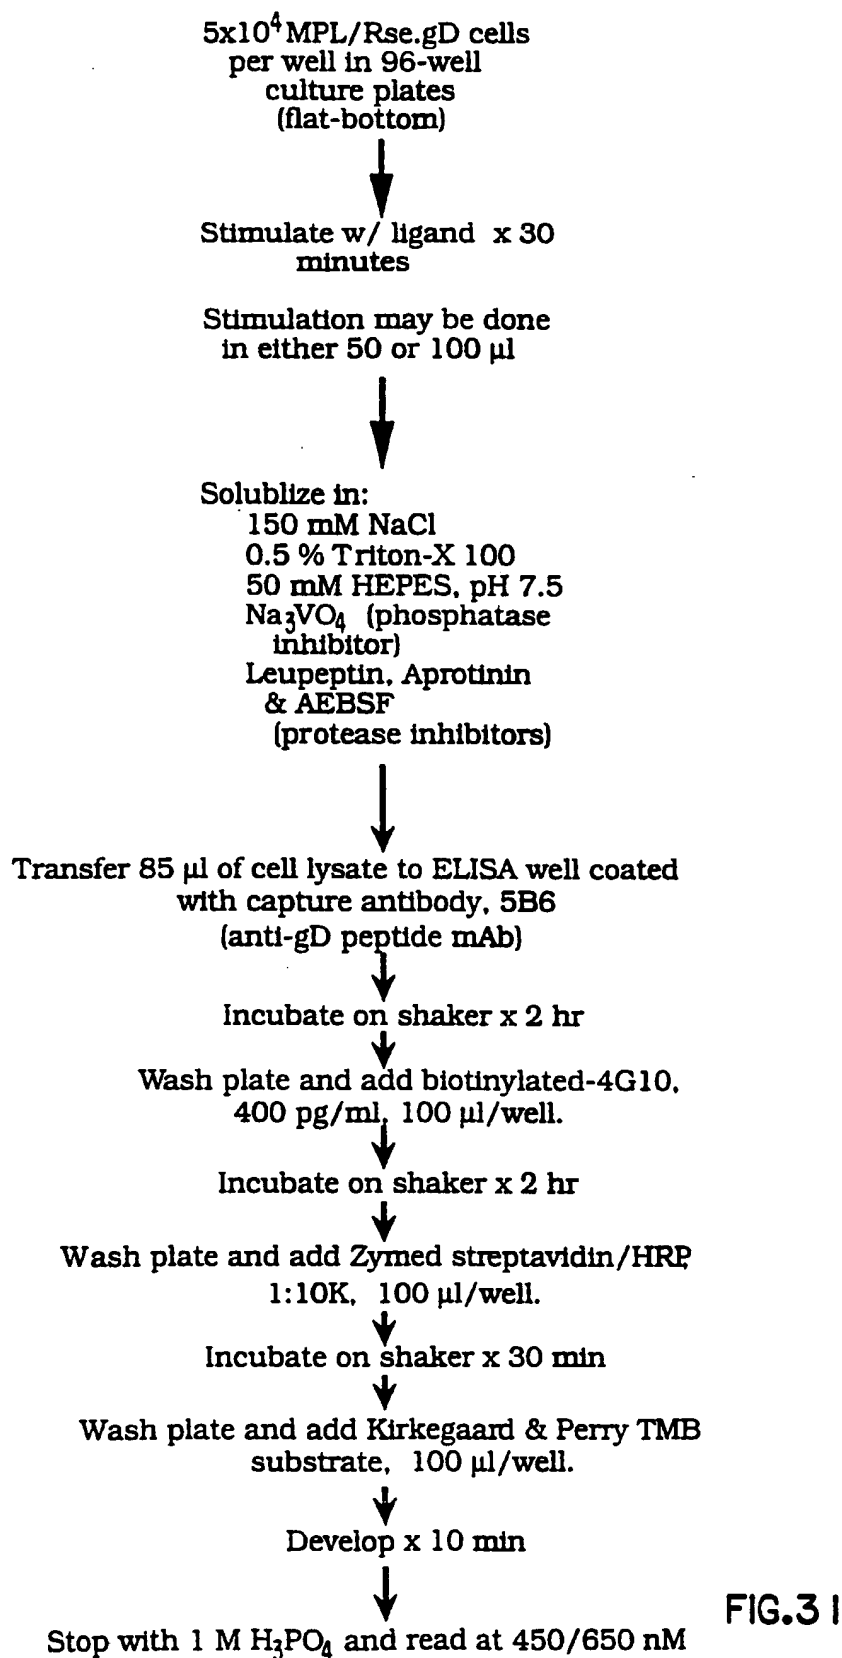 5x10⁴ MPL/Rse.gD cells
per well in 96-well
culture plates
(flat-bottom)
Stimulate w/ ligand x 30
minutes
Stimulation may be done
in either 50 or 100 µl
Solublize in:
150 mM NaCl
0.5 % Triton-X 100
50 mM HEPES, pH 7.5
Na₃VO₄ (phosphatase
inhibitor)
Leupeptin, Aprotinin
& AEBSF
(protease inhibitors)
Transfer 85 µl of cell lysate to ELISA well coated
with capture antibody, 5B6
(anti-gD peptide mAb)
Incubate on shaker x 2 hr
Wash plate and add biotinylated-4G10,
400 pg/ml, 100 µl/well.
Incubate on shaker x 2 hr
Wash plate and add Zymed streptavidin/HRP,
1:10K, 100 µl/well.
Incubate on shaker x 30 min
Wash plate and add Kirkegaard & Perry TMB
substrate, 100 µl/well.
Develop x 10 min
Stop with 1 M H₃PO₄ and read at 450/650 nM
FIG.31